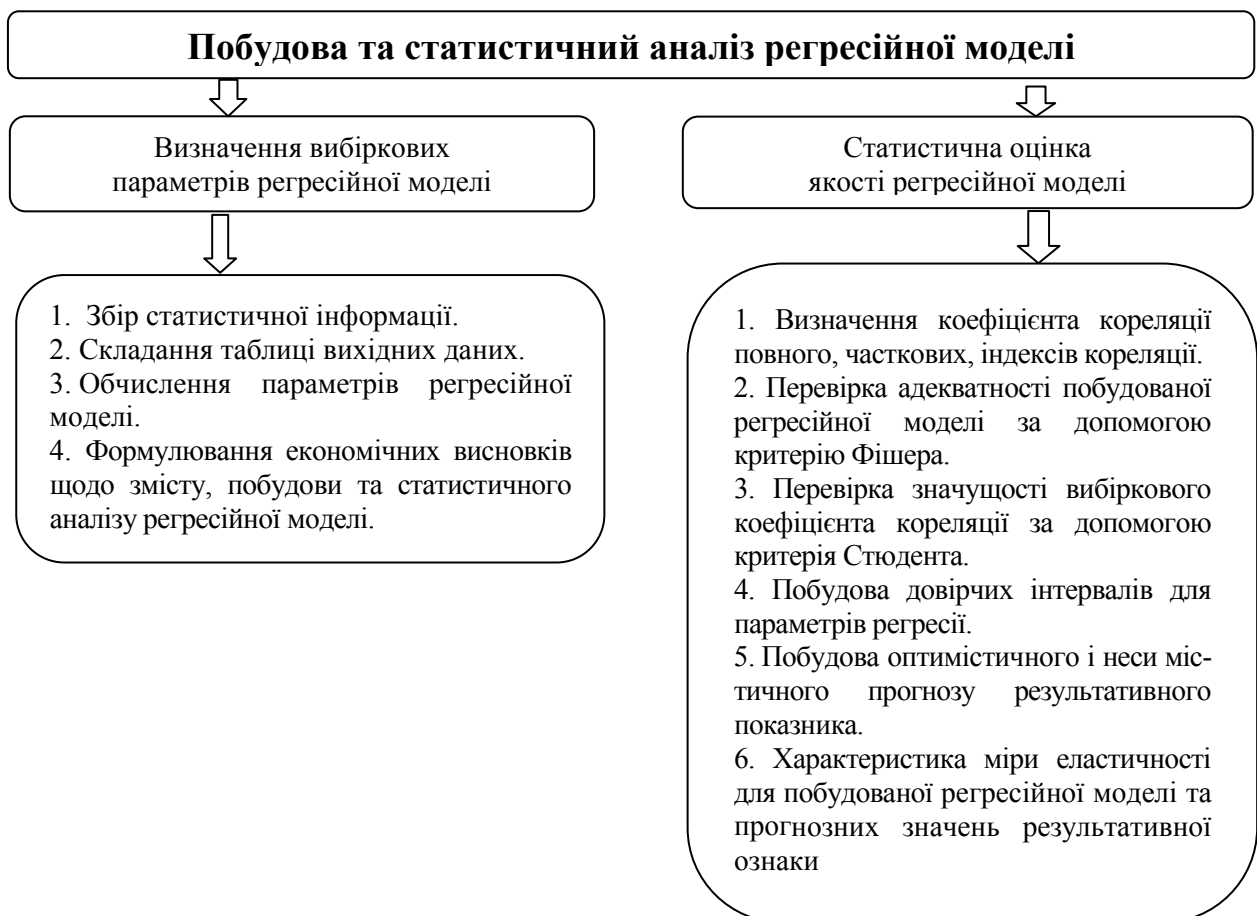 Побудова та статистичний аналіз регресійної моделі
Визначення вибіркових
параметрів регресійної моделі
1. Збір статистичної інформації.
2. Складання таблиці вихідних даних.
3. Обчислення параметрів регресійної
моделі.
4. Формулювання економічних висновків
щодо змісту, побудови та статистичного
аналізу регресійної моделі.
Статистична оцінка
якості регресійної моделі
1. Визначення коефіцієнта кореляції
повного, часткових, індексів кореляції.
2. Перевірка адекватності побудованої
регресійної моделі за допомогою
критерію Фішера.
3. Перевірка значущості вибіркового
коефіцієнта кореляції за допомогою
критерія Стюдента.
4. Побудова довірчих інтервалів для
параметрів регресії.
5. Побудова оптимістичного і неси міс-
тичного прогнозу результативного
показника.
6. Характеристика міри еластичності
для побудованої регресійної моделі та
прогнозних значень результативної
ознаки